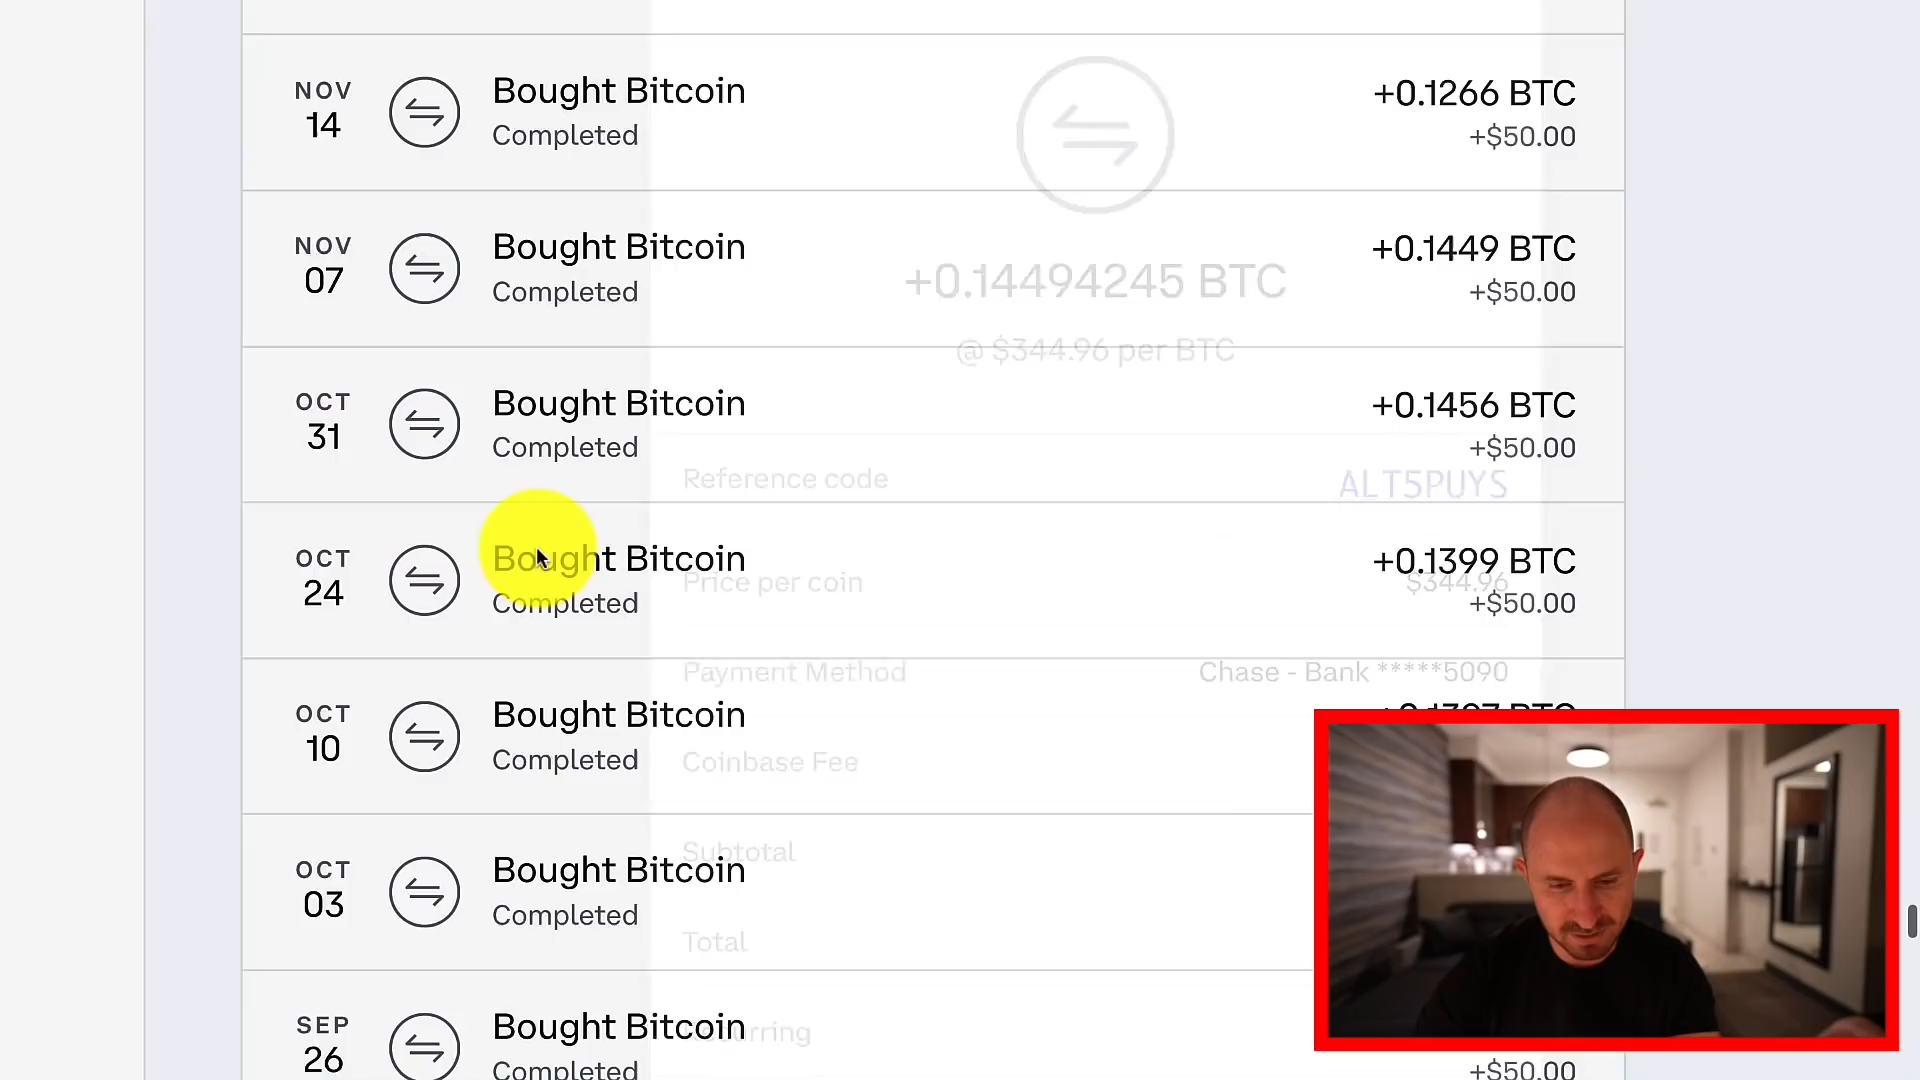 NOV
14
Bought Bitcoin
Completed
+0.1266 BTC
+$50.00
NOV
07
Bought Bitcoin
Completed
+0.1449 BTC
+$50.00
+0.14494245 BTC
@ $344.96 per BTC
OCT
31
Bought Bitcoin
Completed
+0.1456 BTC
+$50.00
Reference code
ALT5PUYS
OCT
24
Bought Bitcoin
Completed
+0.1399 BTC
+$50.00
Price per coin
$344.96
Payment Method
Chase - Bank *****5090
OCT
10
Bought Bitcoin
Completed
Coinbase Fee
OCT
03
Bought Bitcoin
Completed
Subtotal
Total
SEP
26
Bought Bitcoin
Completed
+$50.00